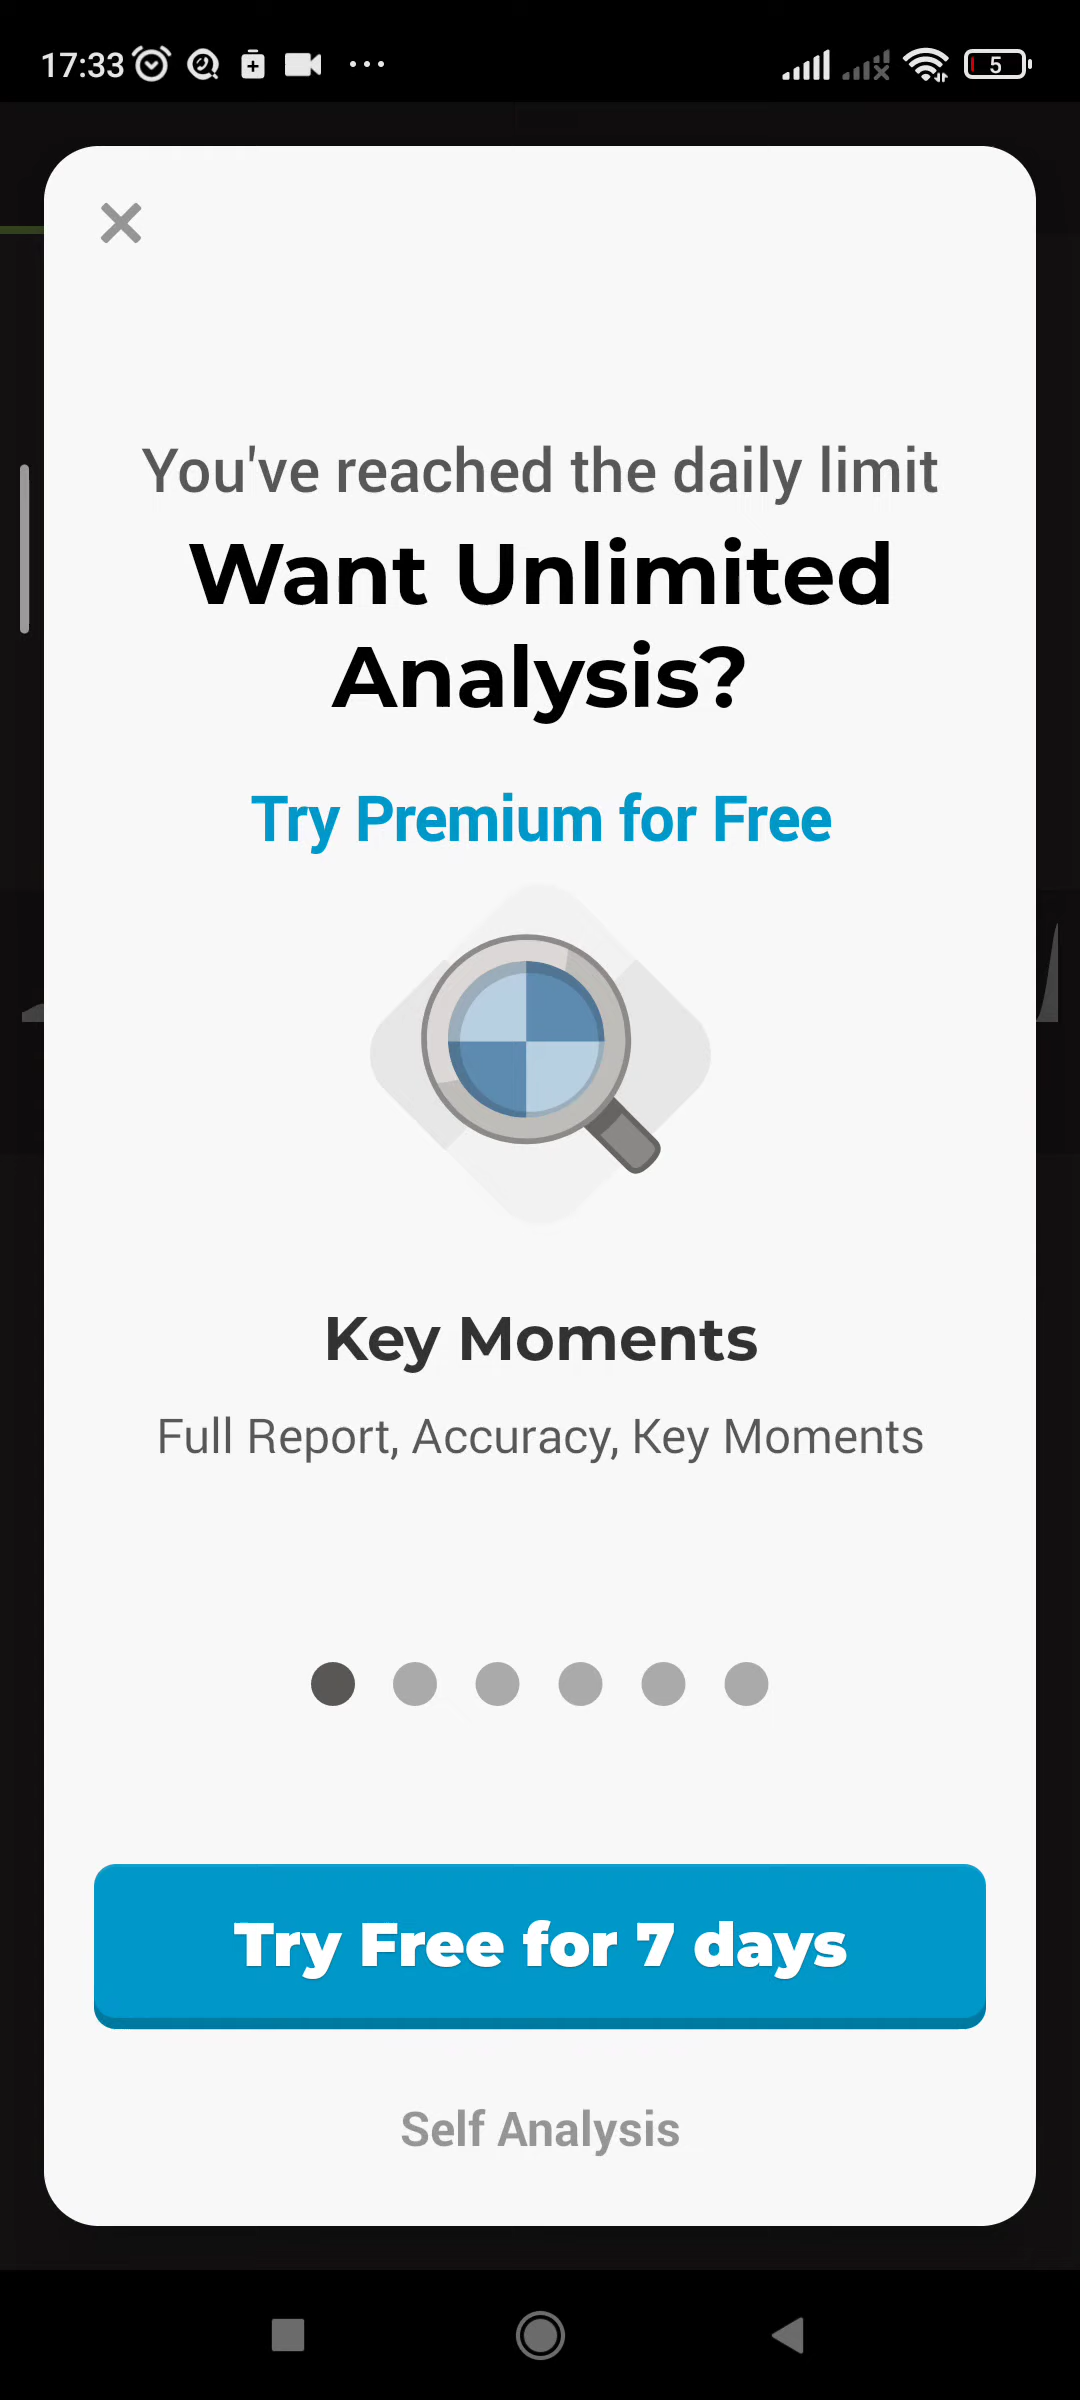 17:33
5
You've reached the daily limit
Want Unlimited
Analysis?
Try Premium for Free
Key Moments
Full Report, Accuracy, Key Moments
Try Free for 7 days
Self Analysis